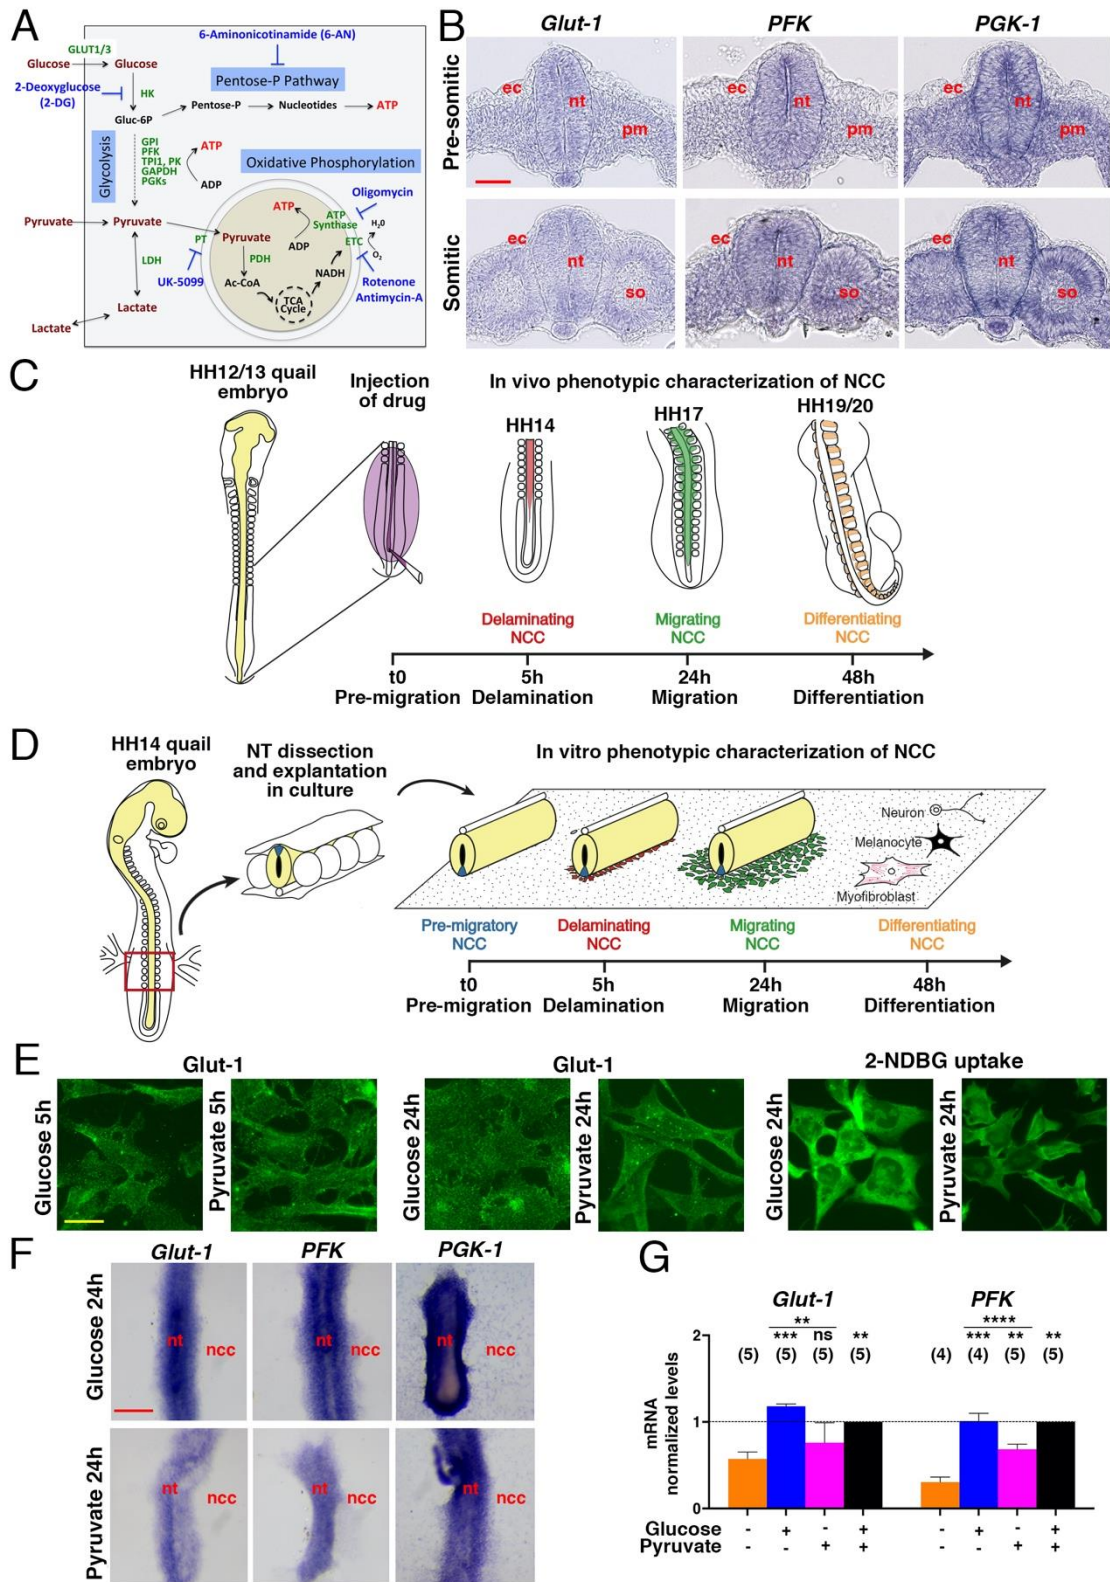 A
6-Aminonicotinamide (6-AN)
GLUT1/3
Glucose
Glucose
Pentose-P Pathway
2-Deoxyglucose
(2-DG)
HK
Gluc-6P
Pentose-P
Nucleotides
ATP
Glycolysis
GPI
PFK
TPI1, PK
GAPDH
PGKs
ATP
ADP
Oxidative Phosphorylation
Oligomycin
ATP
ATP
Synthase
ADP
H20
ETC
O2
Pyruvate
Pyruvate
PT
Pyruvate
PDH
NADH
LDH
UK-5099
Ac-CoA
TCA
Cycle
Rotenone
Antimycin-A
Lactate
Lactate
B
Glut-1
PFK
PGK-1
Pre-somitic
ec
nt
pm
ec
nt
ec
nt
pm
Somitic
ec
nt
so
ec
nt
so
ec
nt
so
C
HH12/13 quail
embryo
Injection
of drug
In vivo phenotypic characterization of NCC
HH14
HH17
HH19/20
Delaminating
NCC
Migrating
NCC
Differentiating
NCC
t0
Pre-migration
5h
Delamination
24h
Migration
48h
Differentiation
D
HH14 quail
embryo
NT dissection
and explantation
in culture
In vitro phenotypic characterization of NCC
Neuron
Melanocyte
Myofibroblast
Pre-migratory
NCC
Delaminating
NCC
Migrating
NCC
Differentiating
NCC
t0
Pre-migration
5h
Delamination
24h
Migration
48h
Differentiation
E
Glut-1
Glut-1
2-NDBG uptake
Glucose 5h
Pyruvate 5h
Glucose 24h
Pyruvate 24h
Glucose 24h
Pyruvate 24h
F
Glut-1
PFK
PGK-1
Glucose 24h
nt
ncc
nt
ncc
ncc
Pyruvate 24h
nt
ncc
nt
ncc
nt
ncc
G
Glut-1
PFK
**
****
*** ns **
*** ** **
(5) (5) (5) (5)
(4) (4) (5) (5)
mRNA
normalized levels
2
1
0
Glucose - + - + - + - +
Pyruvate - - + + - - + +